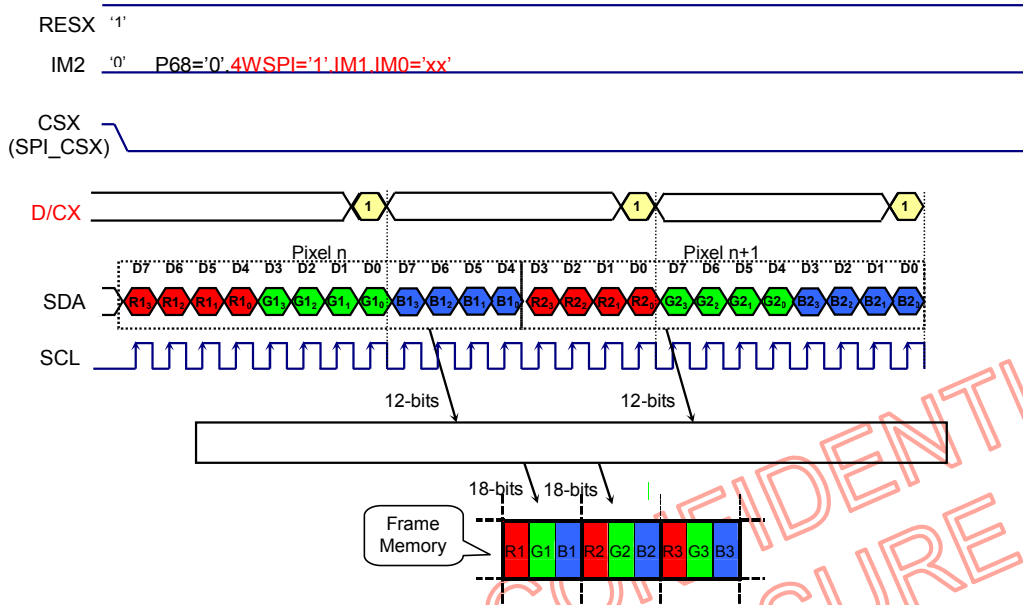 RESX '1'
IM2 '0' P68='0',4WSPI='1',IM1,IM0='xx'
CSX
(SPI_CSX)
D/CX 1 1 1
Pixel n Pixel n+1
D7 D6 D5 D4 D3 D2 D1 D0 D7 D6 D5 D4 D3 D2 D1 D0 D7 D6 D5 D4 D3 D2 D1 D0
SDA R13 R12 R11 R10 G13 G12 G11 G10 B13 B12 B11 B10 R23 R22 R21 R20 G23 G22 G21 G20 B23 B22 B21 B20
SCL
12-bits 12-bits
18-bits 18-bits
Frame
Memory
R1 G1 B1 R2 G2 B2 R3 G3 B3